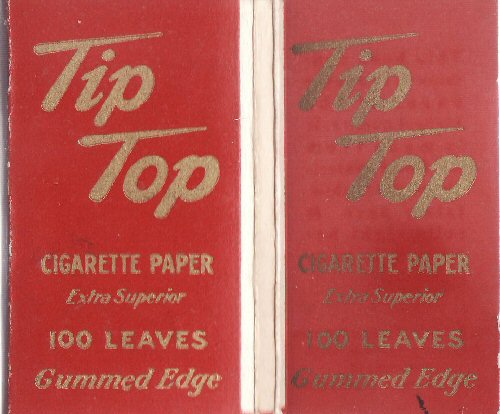 Tip
Top
CIGARETTE PAPER
Extra Superior
100 LEAVES
Gummed Edge
Tip
Top
CIGARETTE PAPER
Extra Superior
100 LEAVES
Gummed Edge